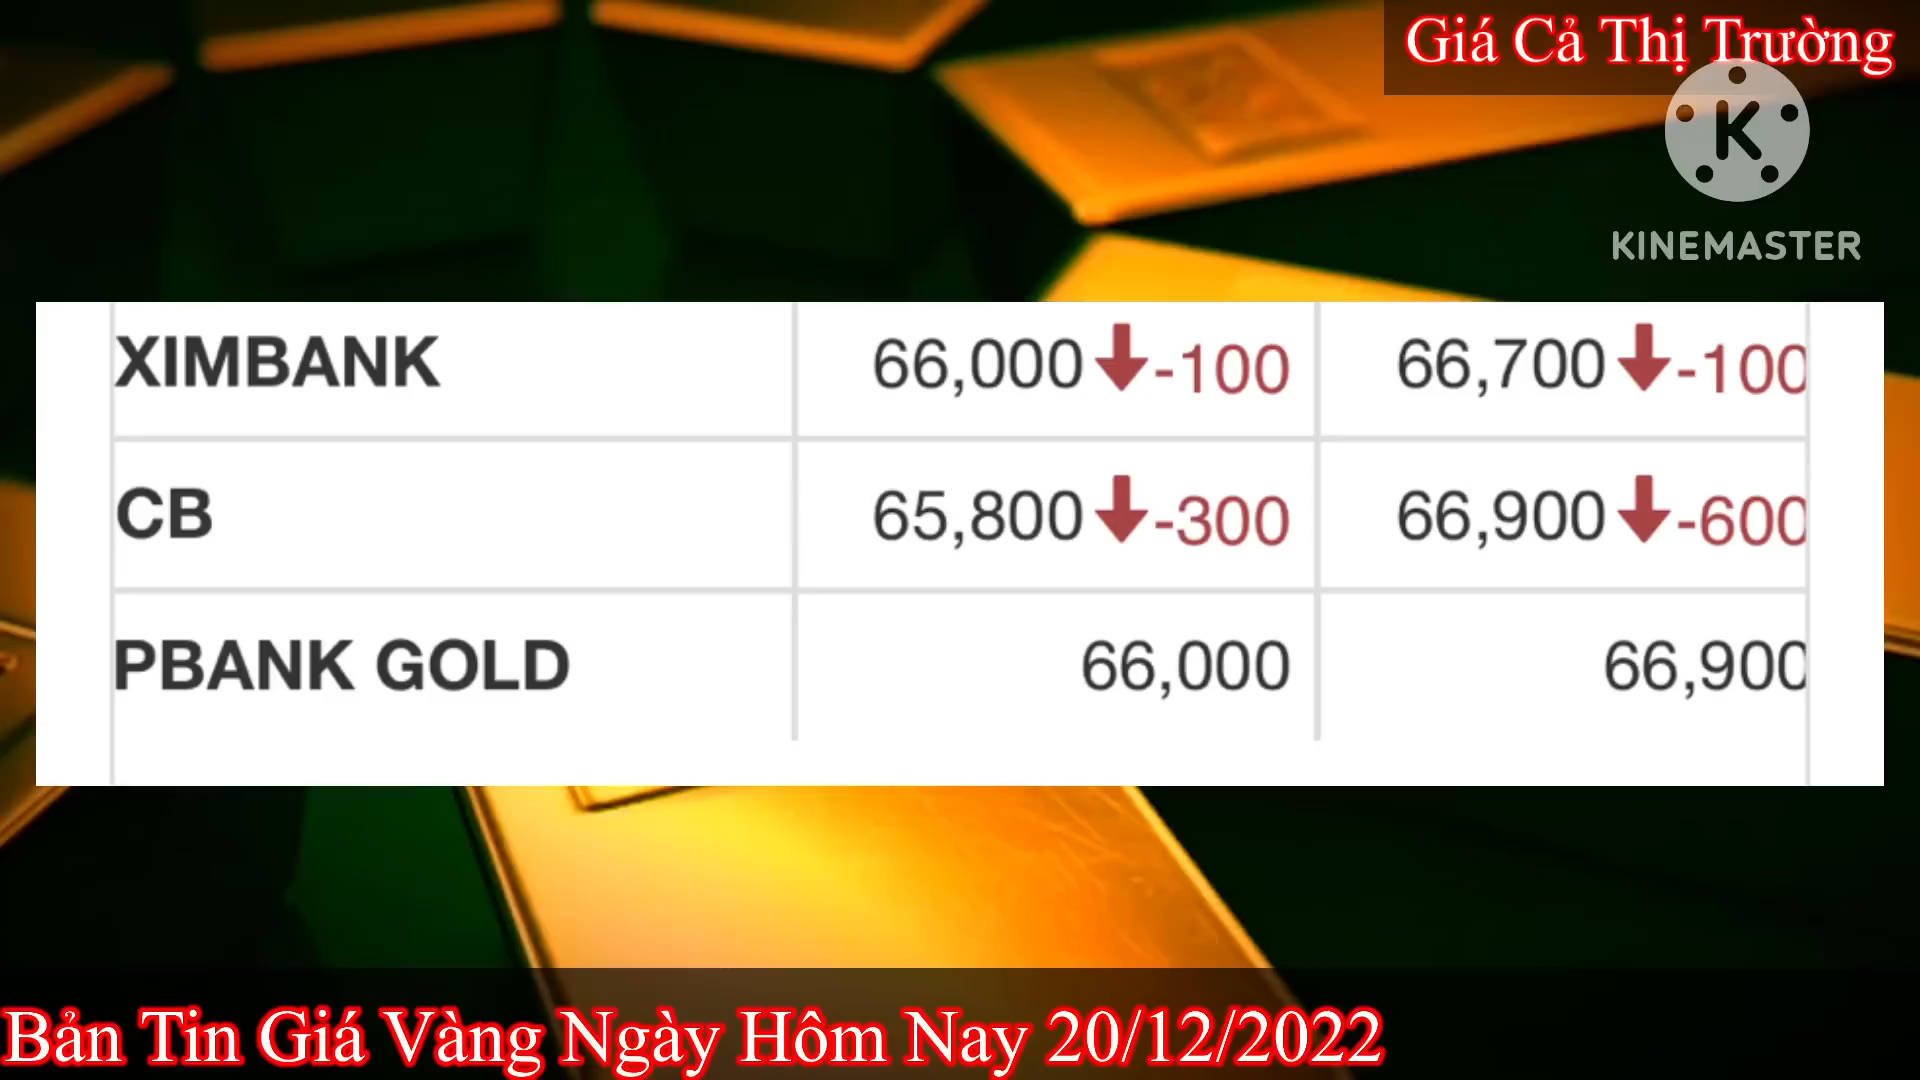 Giá Cả Thị Trường
K
KINEMASTER
XIMBANK 66,000 -100 66,700 -100
CB 65,800 -300 66,900 -600
PBANK GOLD 66,000 66,900
Bản Tin Giá Vàng Ngày Hôm Nay 20/12/2022